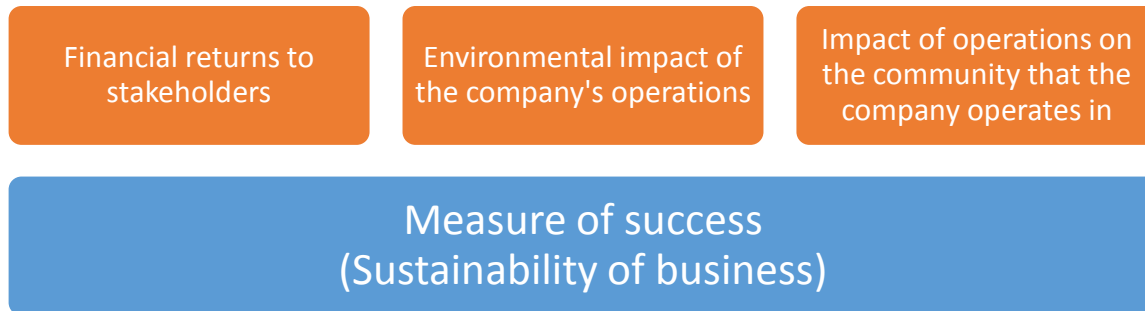 Financial returns to
stakeholders
Environmental impact of
the company's operations
Impact of operations on
the community that the
company operates in
Measure of success
(Sustainability of business)